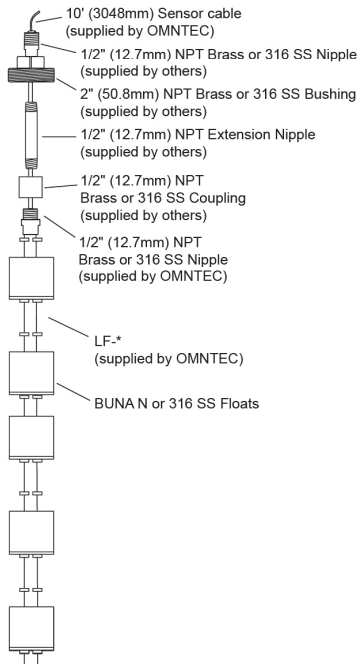 10' (3048mm) Sensor cable
(supplied by OMNTEC)
1/2" (12.7mm) NPT Brass or 316 SS Nipple
(supplied by others)
2" (50.8mm) NPT Brass or 316 SS Bushing
(supplied by others)
1/2" (12.7mm) NPT Extension Nipple
(supplied by others)
1/2" (12.7mm) NPT
Brass or 316 SS Coupling
(supplied by others)
1/2" (12.7mm) NPT
Brass or 316 SS Nipple
(supplied by OMNTEC)
LF-*
(supplied by OMNTEC)
BUNA N or 316 SS Floats